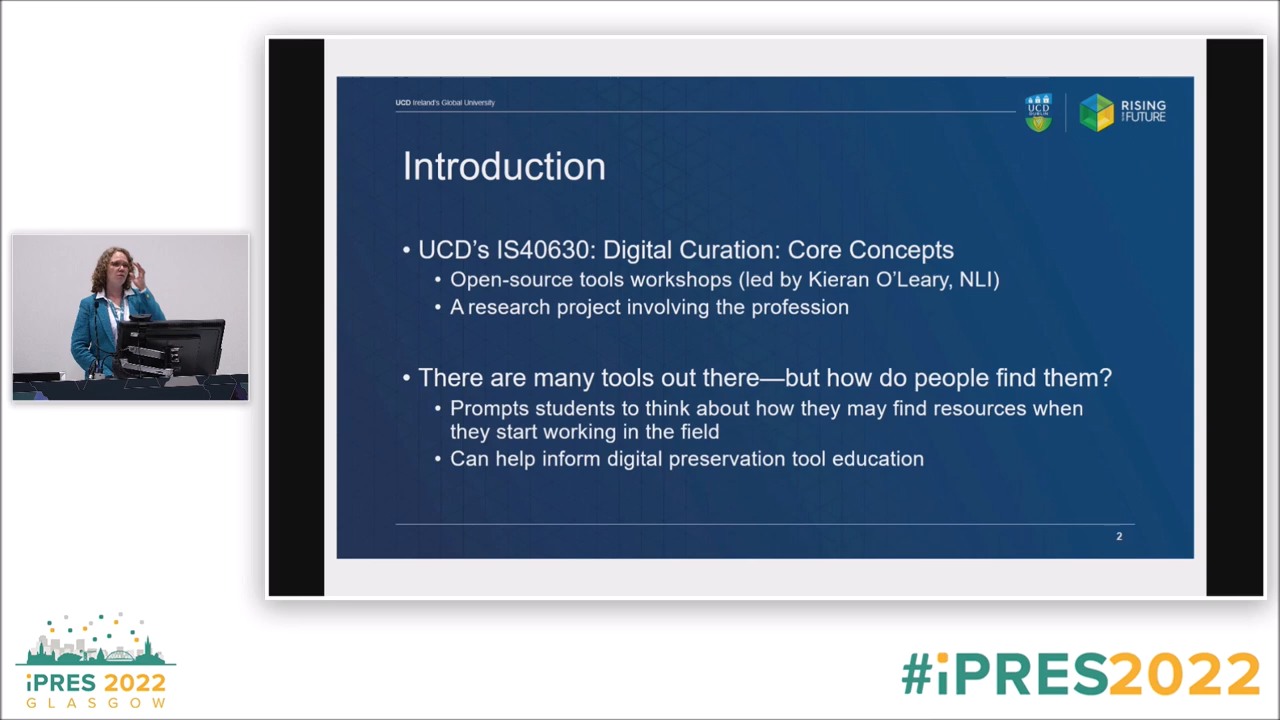 UCD Ireland's Global University
UCD
DUBLIN
RISING
TO THE
FUTURE
Introduction
• UCD's IS40630: Digital Curation: Core Concepts
• Open-source tools workshops (led by Kieran O'Leary, NLI)
• A research project involving the profession
• There are many tools out there—but how do people find them?
• Prompts students to think about how they may find resources when
they start working in the field
• Can help inform digital preservation tool education
2
iPRES 2022
GLASGOW
#iPRES2022